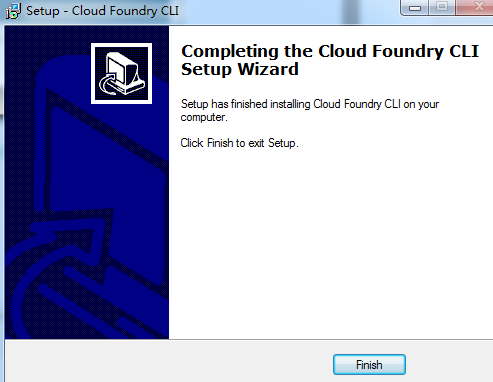 Setup - Cloud Foundry CLI
Completing the Cloud Foundry CLI
Setup Wizard
Setup has finished installing Cloud Foundry CLI on your
computer.
Click Finish to exit Setup.
Finish